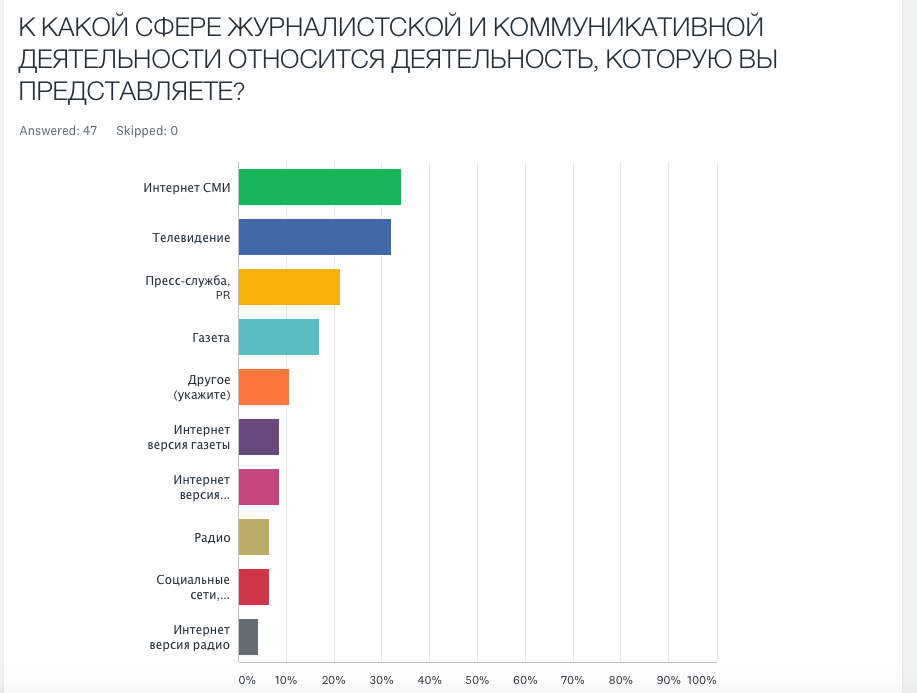 К КАКОЙ СФЕРЕ ЖУРНАЛИСТСКОЙ И КОММУНИКАТИВНОЙ
ДЕЯТЕЛЬНОСТИ ОТНОСИТСЯ ДЕЯТЕЛЬНОСТЬ, КОТОРУЮ ВЫ
ПРЕДСТАВЛЯЕТЕ?
Answered: 47 Skipped: 0
Интернет СМИ
Телевидение
Пресс-служба,
PR
Газета
Другое
(укажите)
Интернет
версия газеты
Интернет
версия...
Радио
Социальные
сети,...
Интернет
версия радио
0% 10% 20% 30% 40% 50% 60% 70% 80% 90% 100%